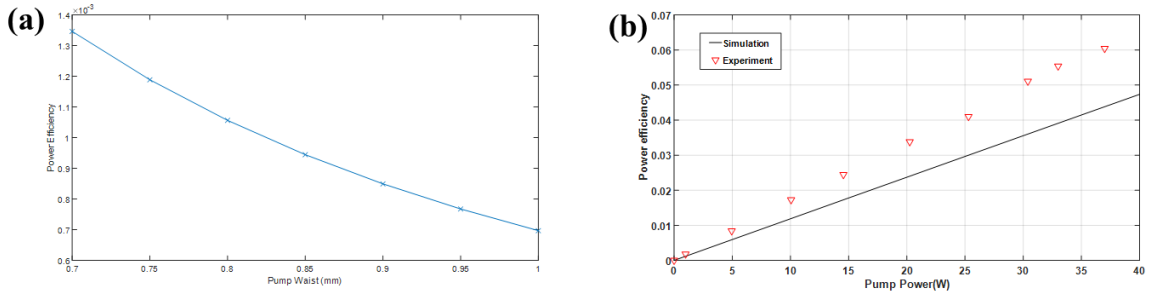 (a)
×10⁻³
1.4
1.3
1.2
1.1
1
0.9
0.8
0.7
0.6
Power Efficiency
0.7 0.75 0.8 0.85 0.9 0.95 1
Pump Waist (mm)
(b)
0.07
0.06
0.05
0.04
0.03
0.02
0.01
0
Power efficiency
Simulation
Experiment
0 5 10 15 20 25 30 35 40
Pump Power(W)